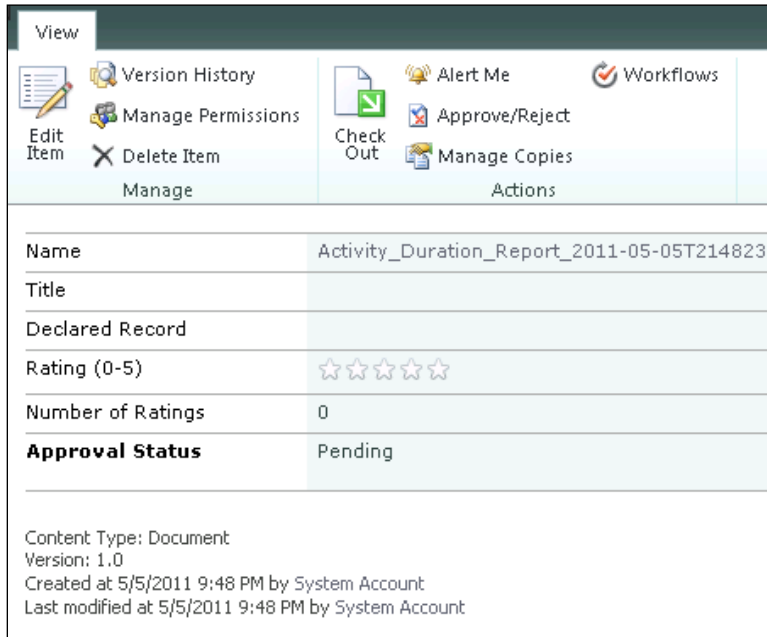 View
Edit Item
Version History
Manage Permissions
Delete Item
Manage
Check Out
Alert Me
Approve/Reject
Manage Copies
Workflows
Actions
Name Activity_Duration_Report_2011-05-05T214823
Title
Declared Record
Rating (0-5)
Number of Ratings 0
Approval Status Pending
Content Type: Document
Version: 1.0
Created at 5/5/2011 9:48 PM by System Account
Last modified at 5/5/2011 9:48 PM by System Account